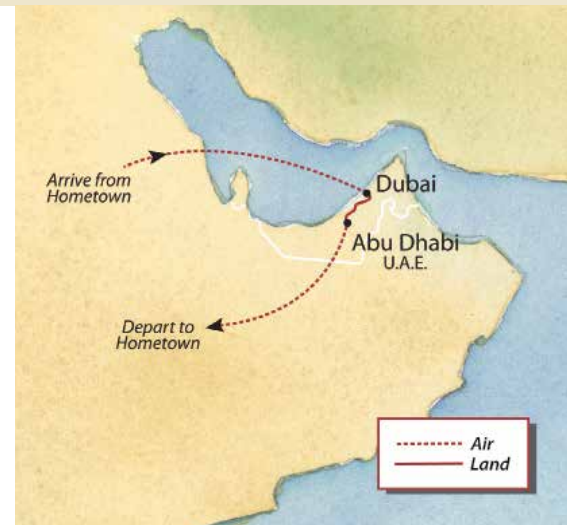 Arrive from
Hometown
Dubai
Abu Dhabi
U.A.E.
Depart to
Hometown
Air
Land